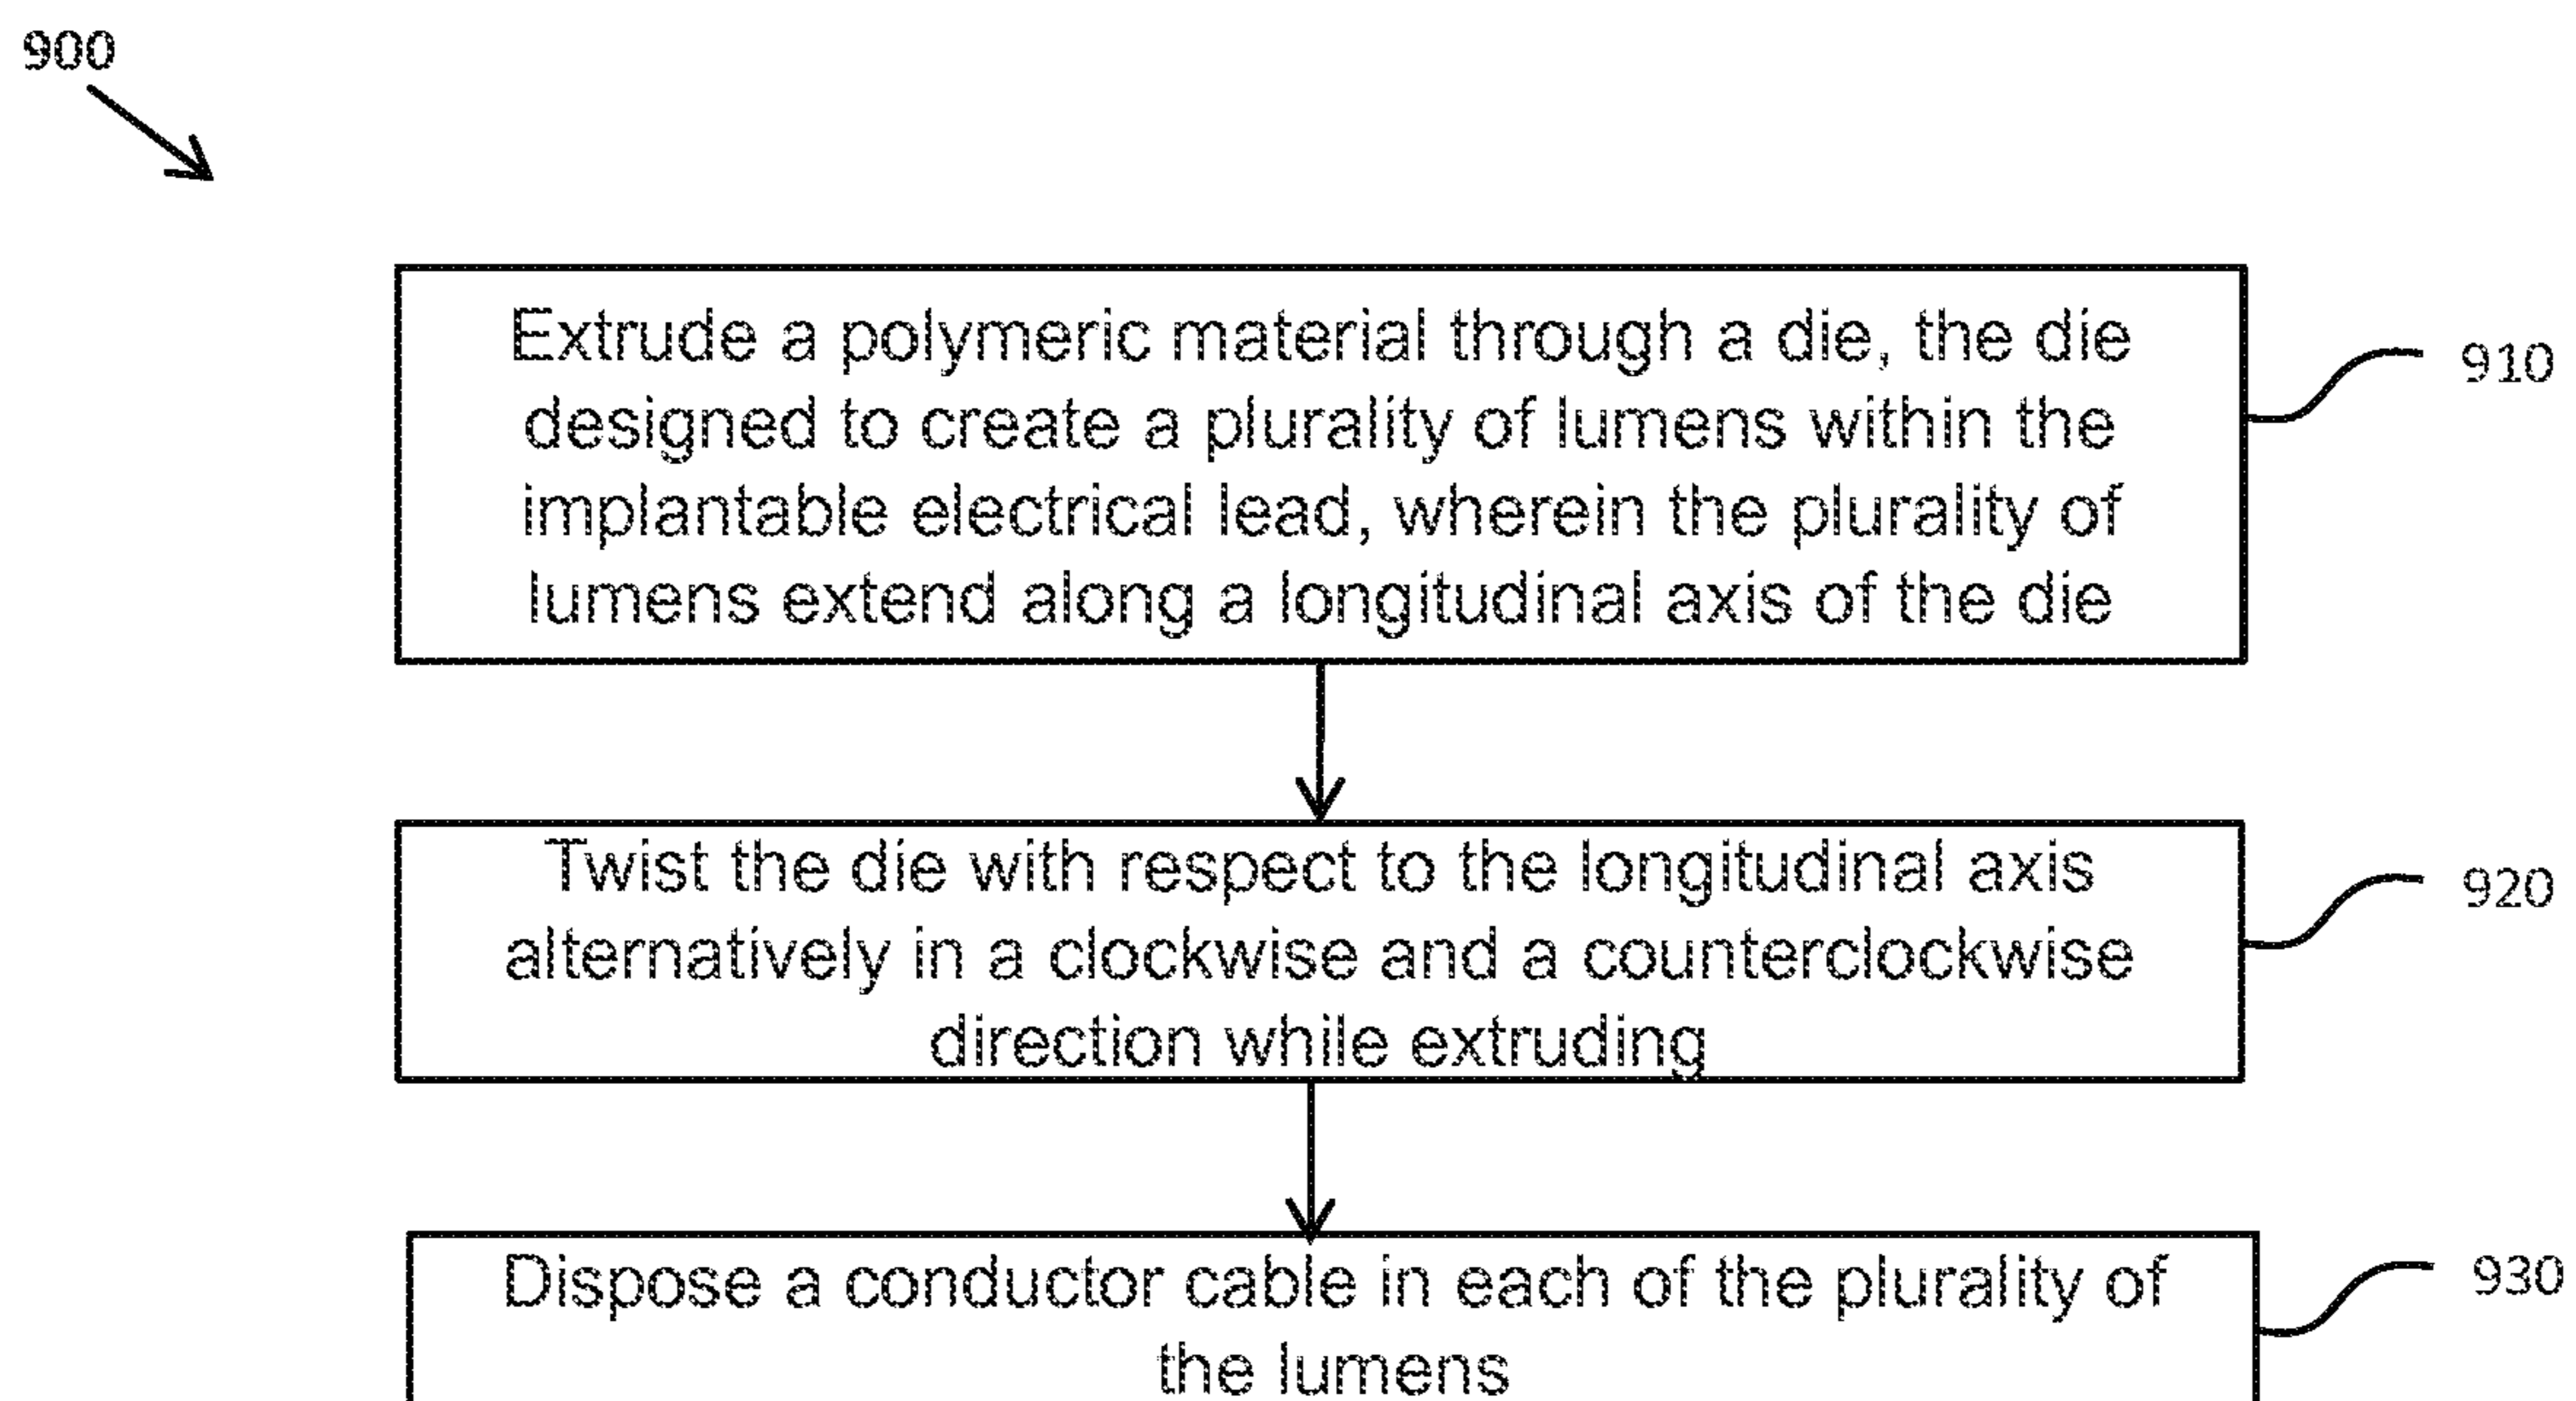 900
Extrude a polymeric material through a die, the die
designed to create a plurality of lumens within the
implantable electrical lead, wherein the plurality of
lumens extend along a longitudinal axis of the die
910
Twist the die with respect to the longitudinal axis
alternatively in a clockwise and a counterclockwise
direction while extruding
920
Dispose a conductor cable in each of the plurality of
the lumens
930